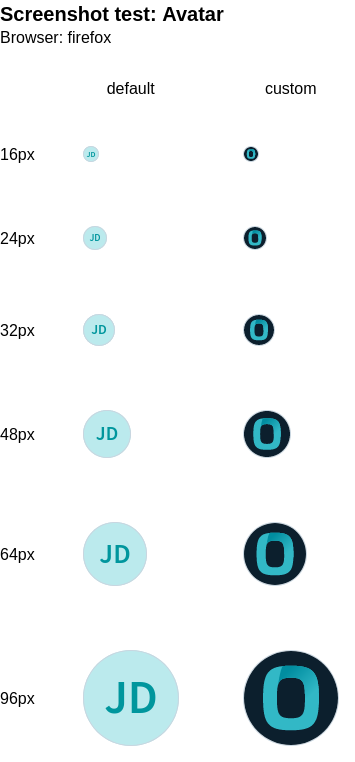 Screenshot test: Avatar
Browser: firefox
default custom
16px JD
24px JD
32px JD
48px JD
64px JD
96px JD